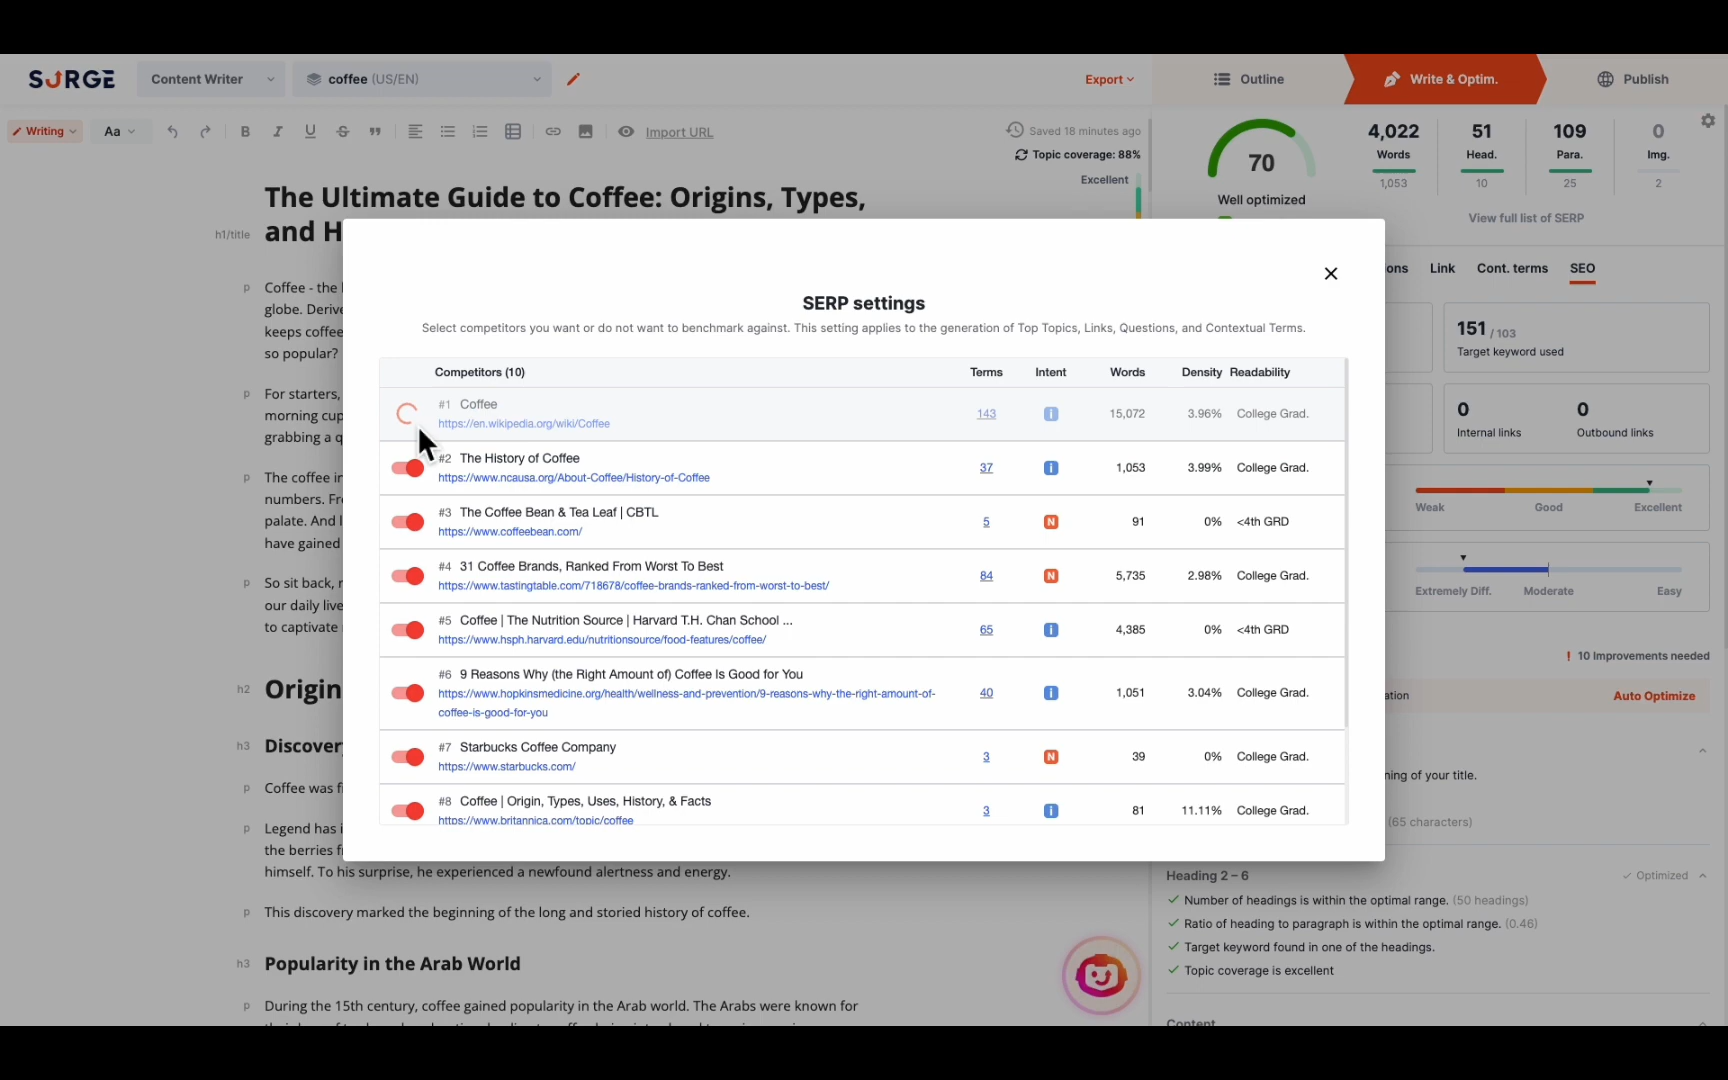 SURGE
Content Writer
coffee (US/EN)
Export
Outline
Write & Optim.
Publish
Writing
Aa
Import URL
Saved 18 minutes ago
Topic coverage: 88%
Excellent
70
Well optimized
4,022
Words
1,053
51
Head.
10
109
Para.
25
0
Img.
2
View full list of SERP
h1/title
The Ultimate Guide to Coffee: Origins, Types,
and H
p Coffee - the
globe. Derive
keeps coffee
so popular?
p For starters,
morning cup
grabbing a q
p The coffee in
numbers. Fr
palate. And
have gained
p So sit back, r
our daily live
to captivate
h2 Origin
h3 Discover
p Coffee was f
p Legend has i
the berries f
himself. To his surprise, he experienced a newfound alertness and energy.
p This discovery marked the beginning of the long and storied history of coffee.
h3 Popularity in the Arab World
p During the 15th century, coffee gained popularity in the Arab world. The Arabs were known for
SERP settings
Select competitors you want or do not want to benchmark against. This setting applies to the generation of Top Topics, Links, Questions, and Contextual Terms.
Competitors (10) Terms Intent Words Density Readability
#1 Coffee
https://en.wikipedia.org/wiki/Coffee
143 i 15,072 3.96% College Grad.
#2 The History of Coffee
https://www.ncausa.org/About-Coffee/History-of-Coffee
37 i 1,053 3.99% College Grad.
#3 The Coffee Bean & Tea Leaf | CBTL
https://www.coffeebean.com/
5 N 91 0% <4th GRD
#4 31 Coffee Brands, Ranked From Worst To Best
https://www.tastingtable.com/718678/coffee-brands-ranked-from-worst-to-best/
84 N 5,735 2.98% College Grad.
#5 Coffee | The Nutrition Source | Harvard T.H. Chan School ...
https://www.hsph.harvard.edu/nutritionsource/food-features/coffee/
65 i 4,385 0% <4th GRD
#6 9 Reasons Why (the Right Amount of) Coffee Is Good for You
https://www.hopkinsmedicine.org/health/wellness-and-prevention/9-reasons-why-the-right-amount-of-
coffee-is-good-for-you
40 i 1,051 3.04% College Grad.
#7 Starbucks Coffee Company
https://www.starbucks.com/
3 N 39 0% College Grad.
#8 Coffee | Origin, Types, Uses, History, & Facts
https://www.britannica.com/topic/coffee
3 i 81 11.11% College Grad.
ons Link Cont. terms SEO
151 / 103
Target keyword used
0
Internal links
0
Outbound links
Weak Good Excellent
Extremely Diff. Moderate Easy
! 10 Improvements needed
ation
Auto Optimize
ning of your title.
(65 characters)
Heading 2 – 6
Optimized
Number of headings is within the optimal range. (50 headings)
Ratio of heading to paragraph is within the optimal range. (0.46)
Target keyword found in one of the headings.
Topic coverage is excellent
Content